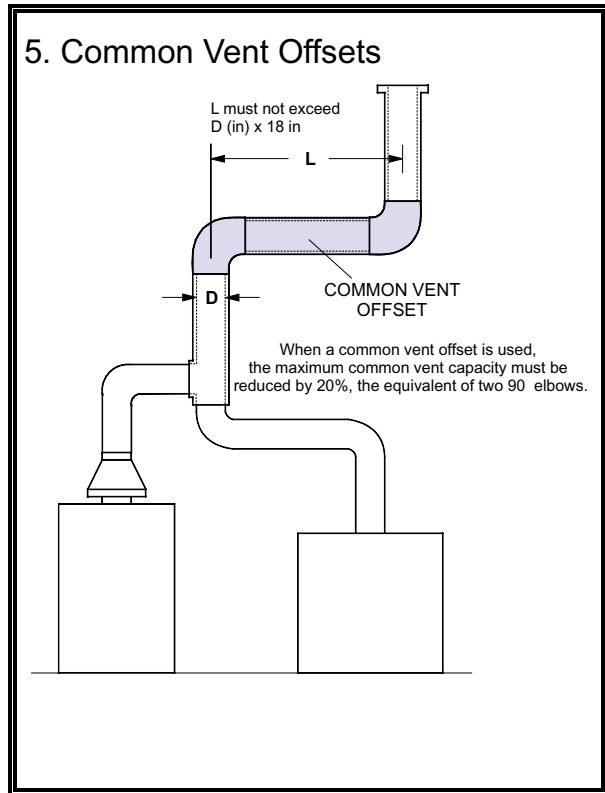 5. Common Vent Offsets
L must not exceed
D (in) x 18 in
L
COMMON VENT
OFFSET
D
When a common vent offset is used,
the maximum common vent capacity must be
reduced by 20%, the equivalent of two 90 elbows.